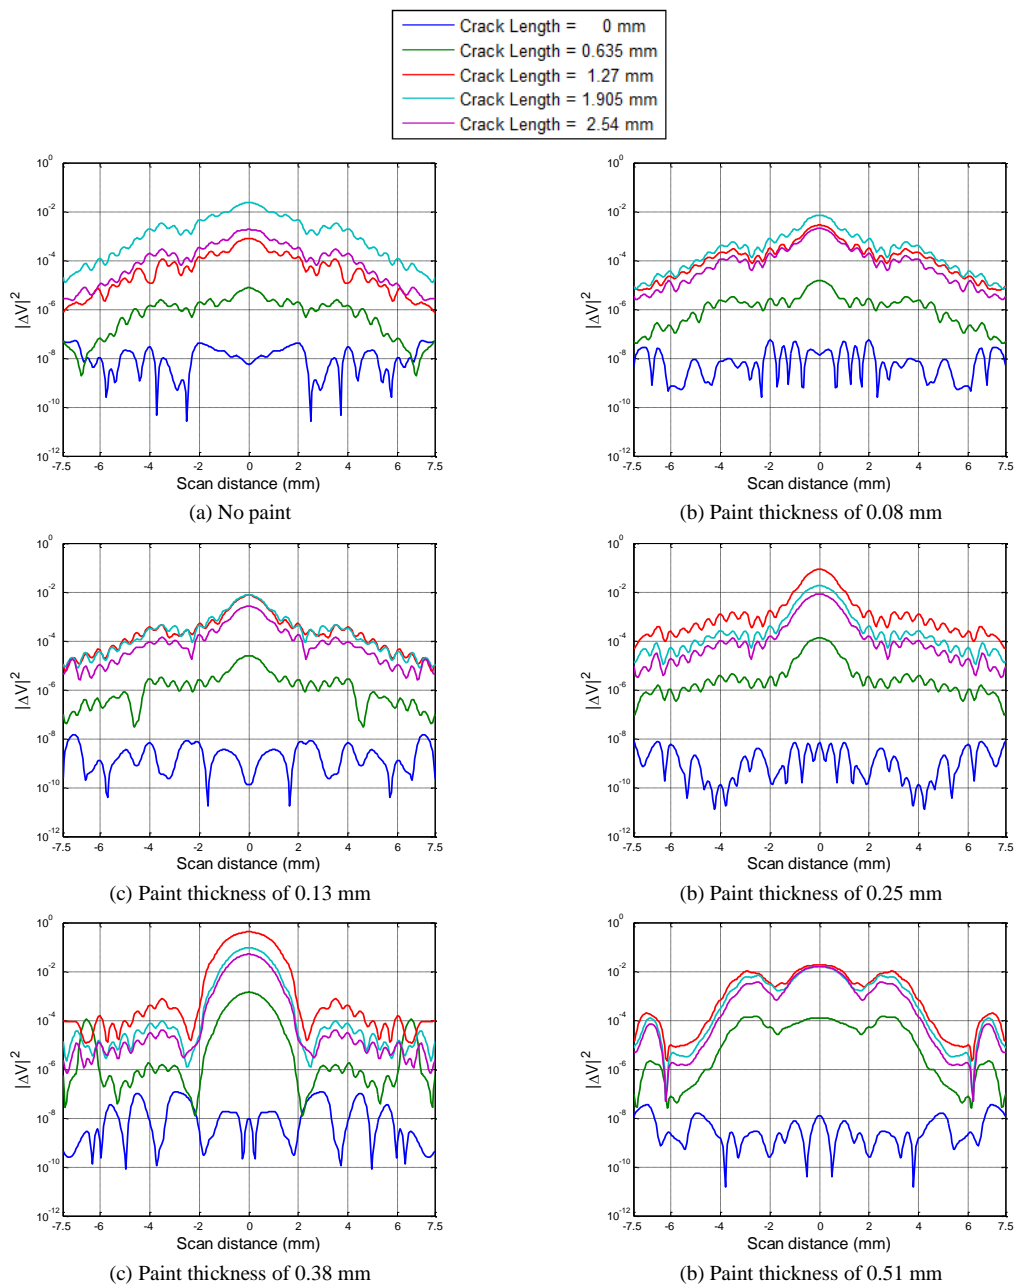 Crack Length = 0 mm
Crack Length = 0.635 mm
Crack Length = 1.27 mm
Crack Length = 1.905 mm
Crack Length = 2.54 mm
10^0
10^-2
10^-4
10^-6
10^-8
10^-10
10^-12
|ΔV|^2
-7.5 -6 -4 -2 0 2 4 6 7.5
Scan distance (mm)
(a) No paint
10^0
10^-2
10^-4
10^-6
10^-8
10^-10
10^-12
|ΔV|^2
-7.5 -6 -4 -2 0 2 4 6 7.5
Scan distance (mm)
(b) Paint thickness of 0.08 mm
10^0
10^-2
10^-4
10^-6
10^-8
10^-10
10^-12
|ΔV|^2
-7.5 -6 -4 -2 0 2 4 6 7.5
Scan distance (mm)
(c) Paint thickness of 0.13 mm
10^0
10^-2
10^-4
10^-6
10^-8
10^-10
10^-12
|ΔV|^2
-7.5 -6 -4 -2 0 2 4 6 7.5
Scan distance (mm)
(b) Paint thickness of 0.25 mm
10^0
10^-2
10^-4
10^-6
10^-8
10^-10
10^-12
|ΔV|^2
-7.5 -6 -4 -2 0 2 4 6 7.5
Scan distance (mm)
(c) Paint thickness of 0.38 mm
10^0
10^-2
10^-4
10^-6
10^-8
10^-10
10^-12
|ΔV|^2
-7.5 -6 -4 -2 0 2 4 6 7.5
Scan distance (mm)
(b) Paint thickness of 0.51 mm